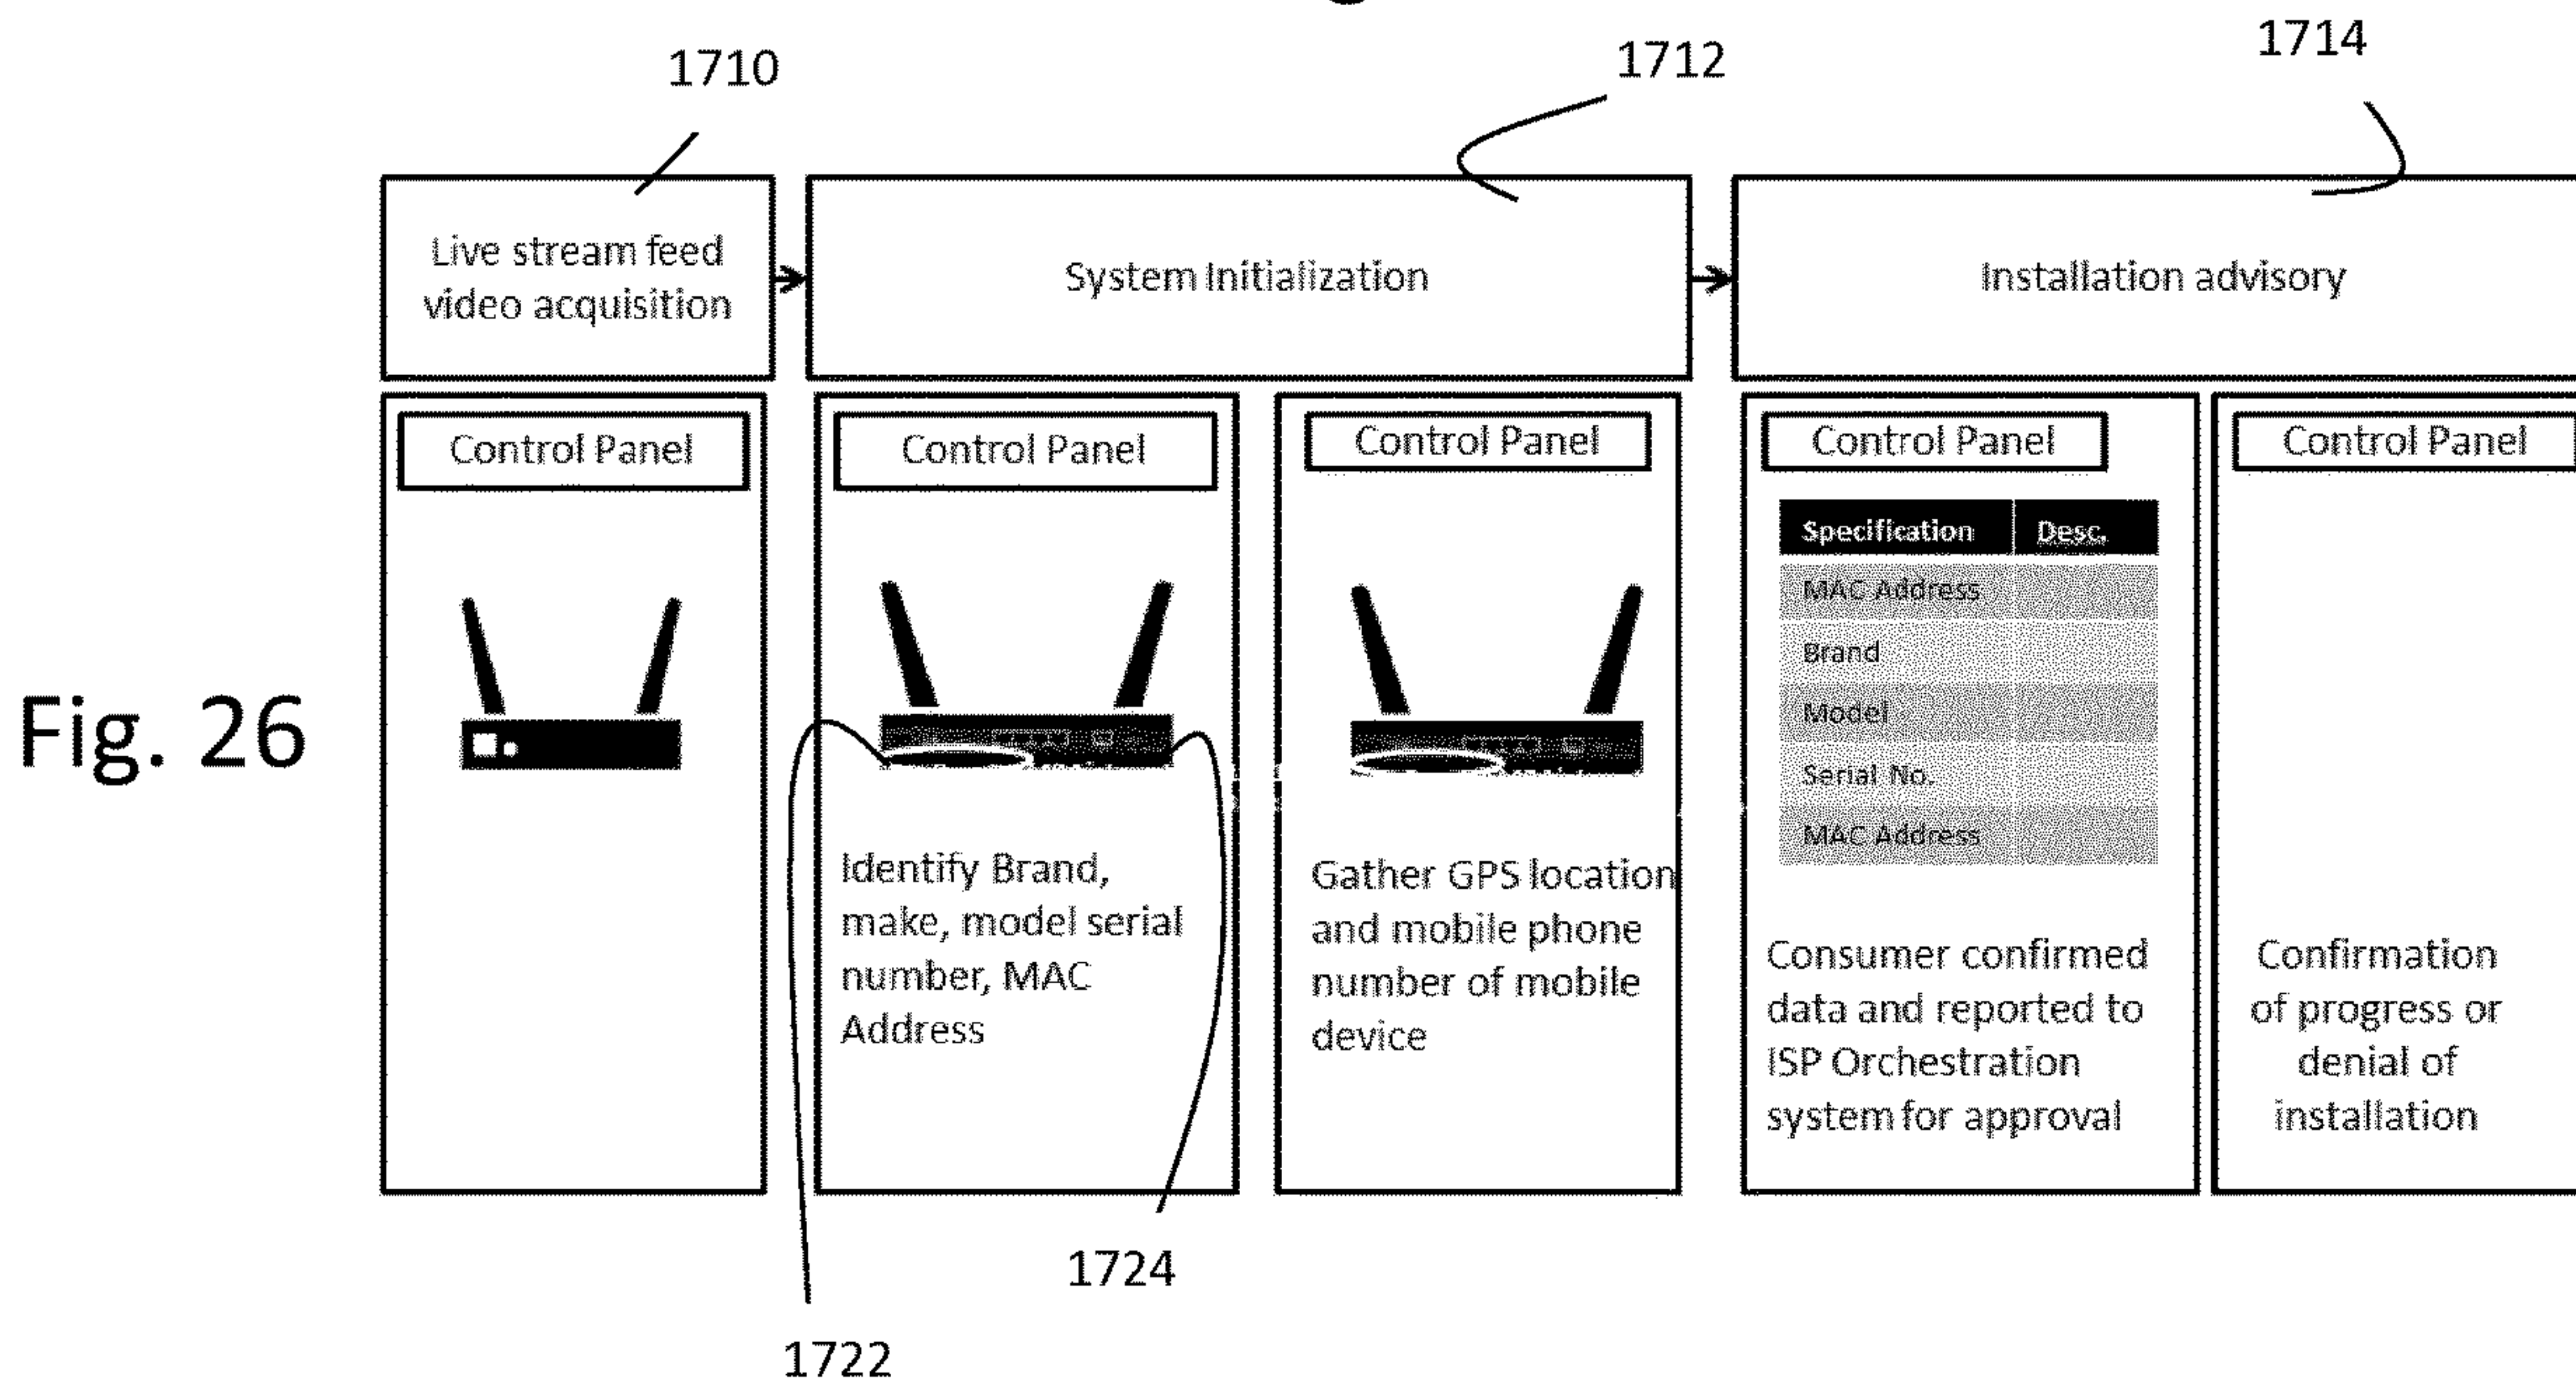 1710
1712
1714
Live stream feed
video acquisition
System Initialization
Installation advisory
Control Panel
Control Panel
Control Panel
Control Panel
Control Panel
Specification Desc.
MAC Address
Brand
Model
Serial No.
MAC Address
Fig. 26
Identify Brand,
make, model serial
number, MAC
Address
Gather GPS location
and mobile phone
number of mobile
device
Consumer confirmed
data and reported to
ISP Orchestration
system for approval
Confirmation
of progress or
denial of
installation
1724
1722